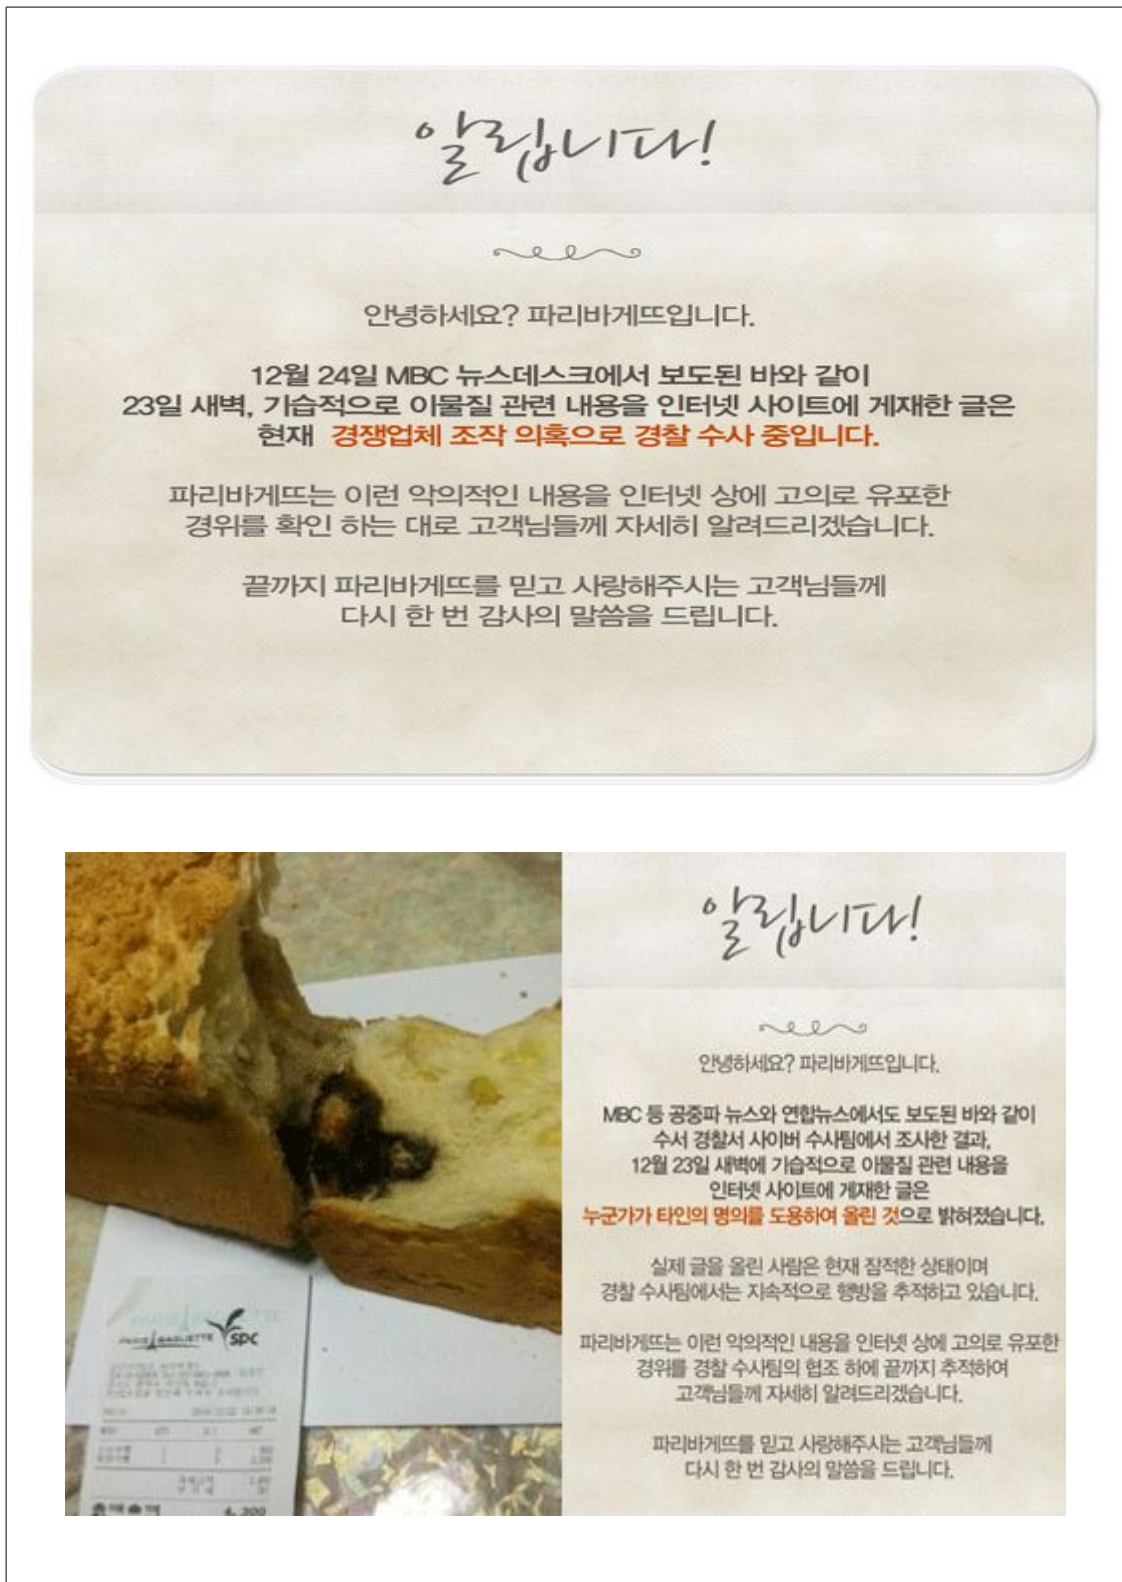 알립니다!
안녕하세요? 파리바게뜨입니다.
12월 24일 MBC 뉴스데스크에서 보도된 바와 같이
23일 새벽, 기습적으로 이물질 관련 내용을 인터넷 사이트에 게재한 글은
현재 경쟁업체 조작 의혹으로 경찰 수사 중입니다.
파리바게뜨는 이런 악의적인 내용을 인터넷 상에 고의로 유포한
경위를 확인 하는 대로 고객님들께 자세히 알려드리겠습니다.
끝까지 파리바게뜨를 믿고 사랑해주시는 고객님들께
다시 한 번 감사의 말씀을 드립니다.
PARIS BAGUETTE SPC
4,200
알립니다!
안녕하세요? 파리바게뜨입니다.
MBC 등 공중파 뉴스와 연합뉴스에서도 보도된 바와 같이
수서 경찰서 사이버 수사팀에서 조사한 결과,
12월 23일 새벽에 기습적으로 이물질 관련 내용을
인터넷 사이트에 게재한 글은
누군가가 타인의 명의를 도용하여 올린 것으로 밝혀졌습니다.
실제 글을 올린 사람은 현재 잠적한 상태이며
경찰 수사팀에서는 지속적으로 행방을 추적하고 있습니다.
파리바게뜨는 이런 악의적인 내용을 인터넷 상에 고의로 유포한
경위를 경찰 수사팀의 협조 하에 끝까지 추적하여
고객님들께 자세히 알려드리겠습니다.
파리바게뜨를 믿고 사랑해주시는 고객님들께
다시 한 번 감사의 말씀을 드립니다.